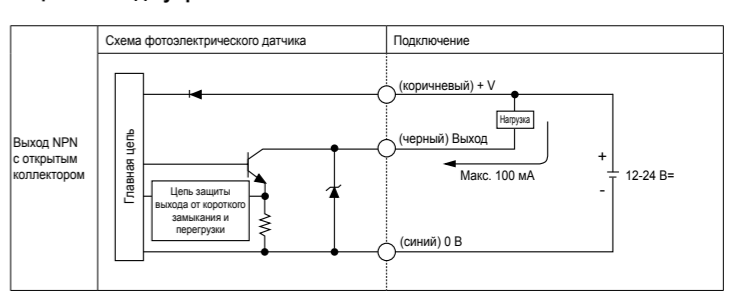 Схема фотоэлектрического датчика
Подключение
Выход NPN
с открытым
коллектором
Главная цепь
Цепь защиты
выхода от короткого
замыкания и
перегрузки
(коричневый) + V
Нагрузка
(черный) Выход
Макс. 100 мА
+
-
12-24 В=
(синий) 0 В